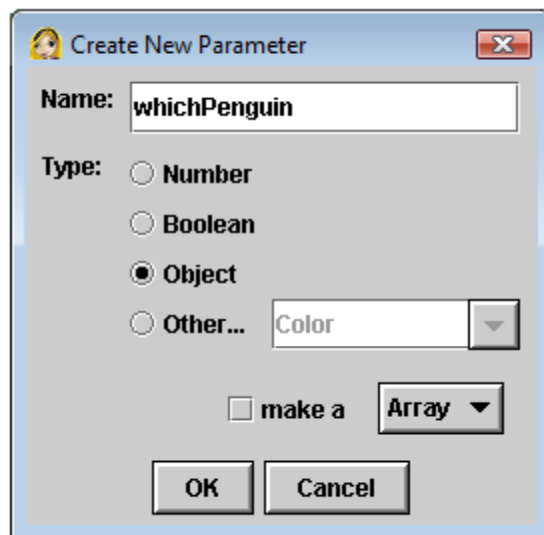 Create New Parameter
Name: whichPenguin
Type: Number
Boolean
Object
Other... Color
make a Array
OK Cancel